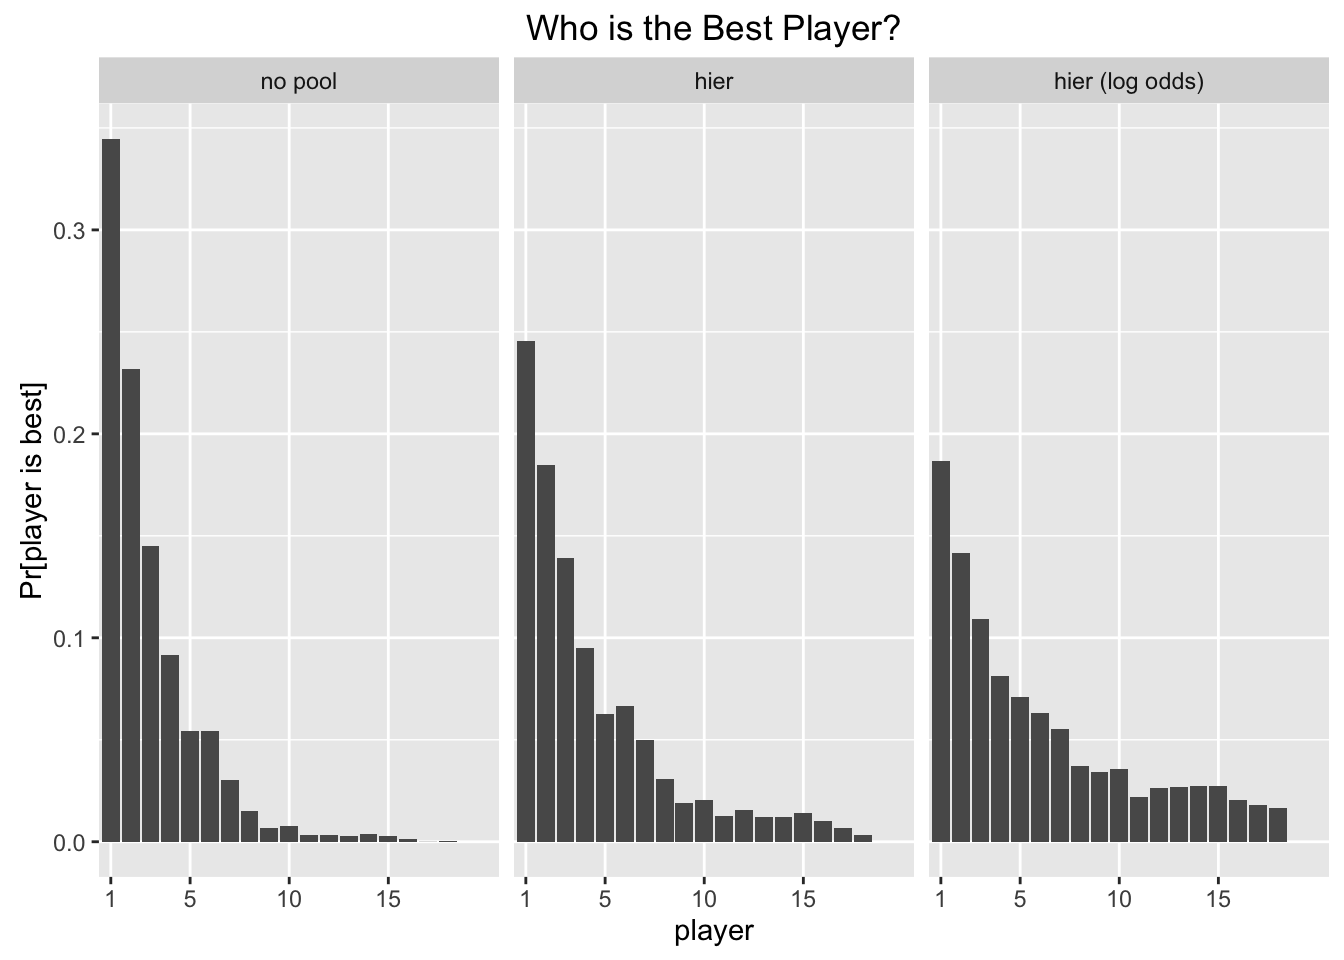 Who is the Best Player?
no pool
hier
hier (log odds)
Pr[player is best]
0.3
0.2
0.1
0.0
1 5 10 15
1 5 10 15
1 5 10 15
player